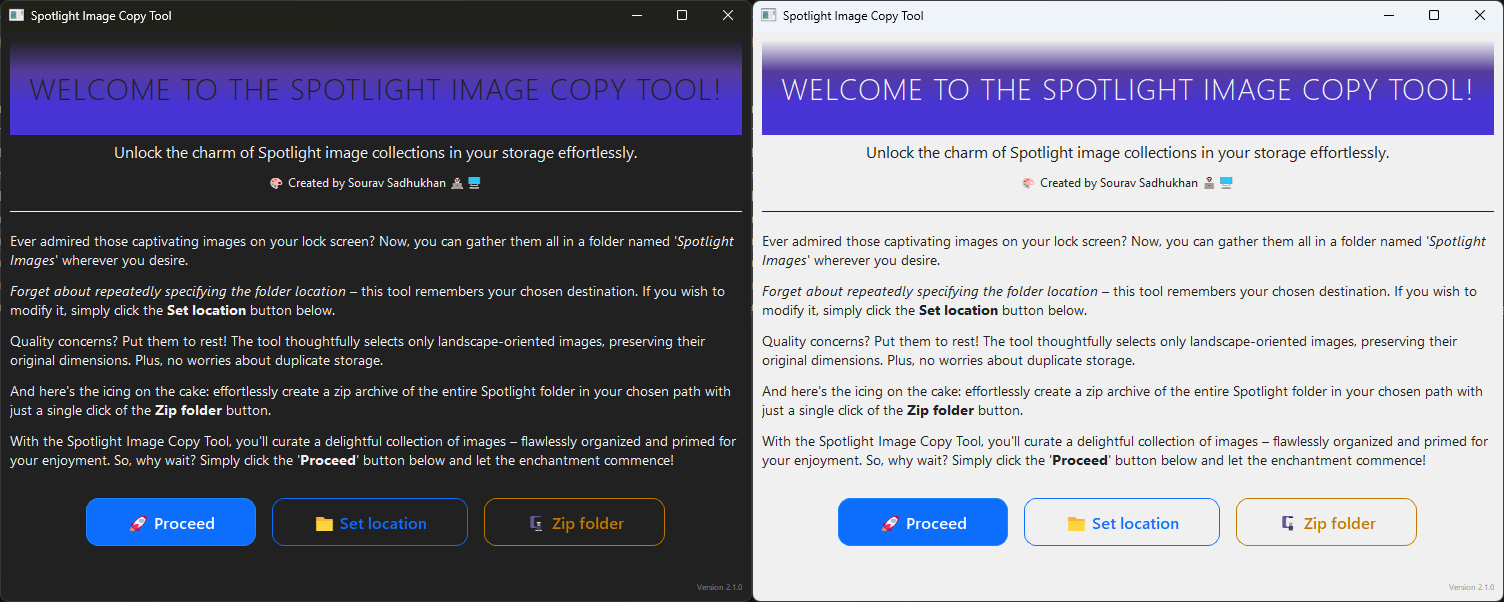 Spotlight Image Copy Tool
WELCOME TO THE SPOTLIGHT IMAGE COPY TOOL!
Unlock the charm of Spotlight image collections in your storage effortlessly.
Created by Sourav Sadhukhan
Ever admired those captivating images on your lock screen? Now, you can gather them all in a folder named 'Spotlight
Images' wherever you desire.
Forget about repeatedly specifying the folder location – this tool remembers your chosen destination. If you wish to
modify it, simply click the Set location button below.
Quality concerns? Put them to rest! The tool thoughtfully selects only landscape-oriented images, preserving their
original dimensions. Plus, no worries about duplicate storage.
And here's the icing on the cake: effortlessly create a zip archive of the entire Spotlight folder in your chosen path with
just a single click of the Zip folder button.
With the Spotlight Image Copy Tool, you'll curate a delightful collection of images – flawlessly organized and primed for
your enjoyment. So, why wait? Simply click the 'Proceed' button below and let the enchantment commence!
Proceed
Set location
Zip folder
Version 2.1.0
Spotlight Image Copy Tool
WELCOME TO THE SPOTLIGHT IMAGE COPY TOOL!
Unlock the charm of Spotlight image collections in your storage effortlessly.
Created by Sourav Sadhukhan
Ever admired those captivating images on your lock screen? Now, you can gather them all in a folder named 'Spotlight
Images' wherever you desire.
Forget about repeatedly specifying the folder location – this tool remembers your chosen destination. If you wish to
modify it, simply click the Set location button below.
Quality concerns? Put them to rest! The tool thoughtfully selects only landscape-oriented images, preserving their
original dimensions. Plus, no worries about duplicate storage.
And here's the icing on the cake: effortlessly create a zip archive of the entire Spotlight folder in your chosen path with
just a single click of the Zip folder button.
With the Spotlight Image Copy Tool, you'll curate a delightful collection of images – flawlessly organized and primed for
your enjoyment. So, why wait? Simply click the 'Proceed' button below and let the enchantment commence!
Proceed
Set location
Zip folder
Version 2.1.0